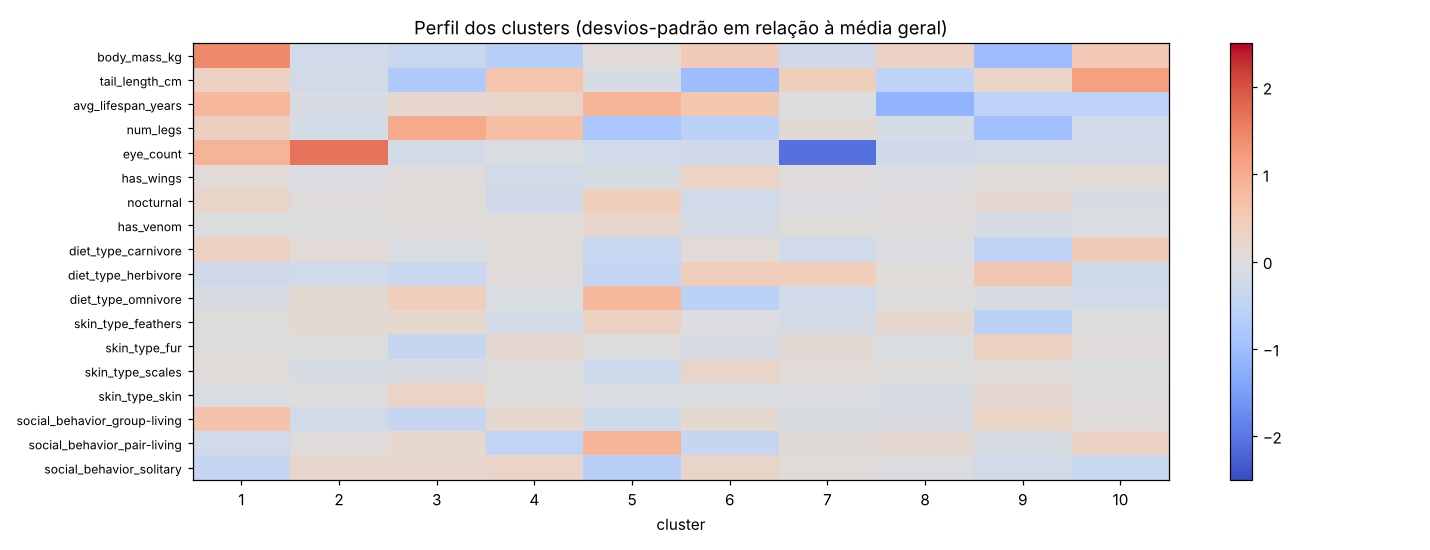 Perfil dos clusters (desvios-padrão em relação à média geral)
body_mass_kg
tail_length_cm
avg_lifespan_years
num_legs
eye_count
has_wings
nocturnal
has_venom
diet_type_carnivore
diet_type_herbivore
diet_type_omnivore
skin_type_feathers
skin_type_fur
skin_type_scales
skin_type_skin
social_behavior_group-living
social_behavior_pair-living
social_behavior_solitary
1 2 3 4 5 6 7 8 9 10
cluster
2
1
0
−1
−2